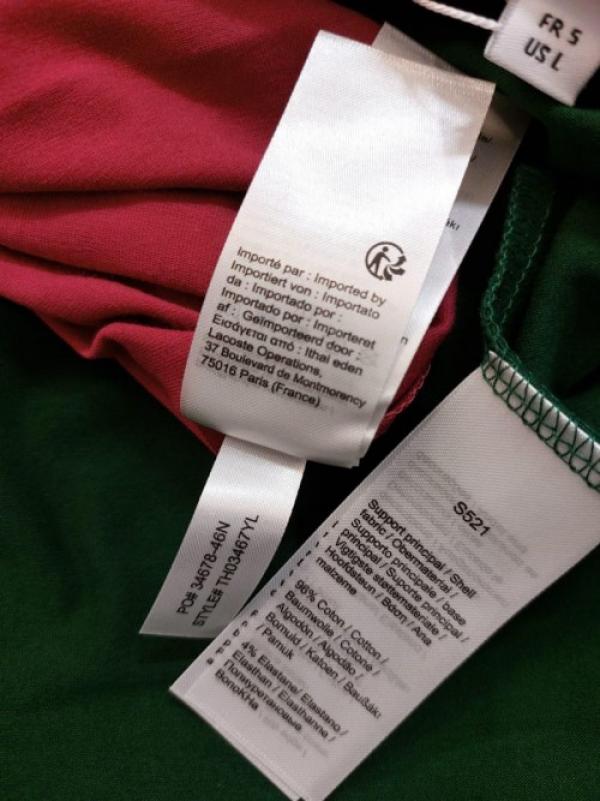 FR 5
US L
Importé par : Imported by
Importiert von : Importato
da : Importado por :
Importado por : Importeret
af : Geïmporteerd door :
Εισάγεται από : Ithal eden
Lacoste Operations,
37 Boulevard de Montmorency
75016 Paris (France)
PO# 34678-46N
STYLE# TH03467YL
S521
Support principal / Shell
fabric / Obermaterial /
Supporto principale / base
principal / Suporte principal /
Vigtigste støttemateriale /
Hoofdsteun / Βάση / Ana
malzeme
96% Coton / Cotton /
Baumwolle / Cotone /
Algodón / Algodão /
Bomuld / Katoen / Βαμβάκι
Pamuk
4% Elastane/ Elastano /
Elasthan / Elasthanne /